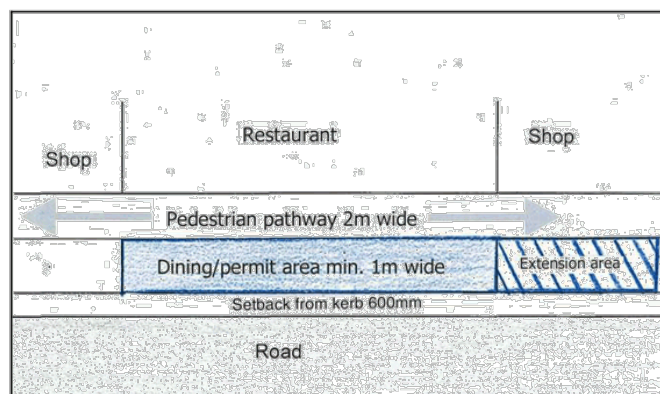 Restaurant
Shop
Shop
Pedestrian pathway 2m wide
Dining/permit area min. 1m wide
Extension area
Setback from kerb 600mm
Road